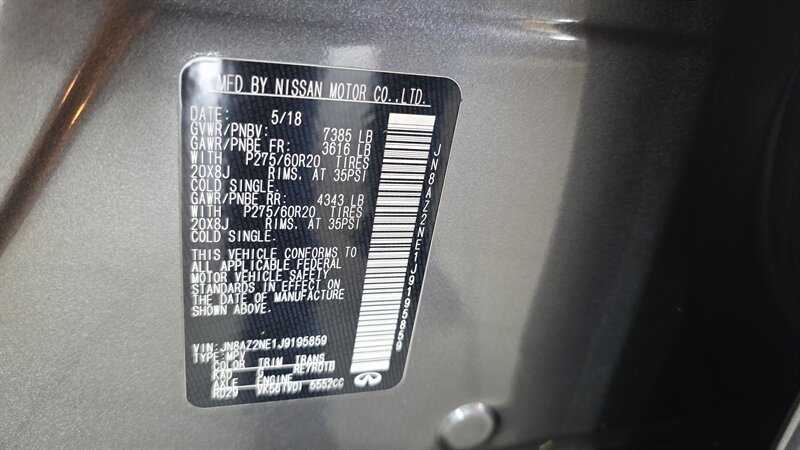 MFD BY NISSAN MOTOR CO.,LTD.
DATE: 5/18
GVWR/PNBV: 7385 LB
GAWR/PNBE FR: 3616 LB
WITH P275/60R20 TIRES
20X8J RIMS. AT 35PSI
COLD SINGLE.
GAWR/PNBE RR: 4343 LB
WITH P275/60R20 TIRES
20X8J RIMS. AT 35PSI
COLD SINGLE.
THIS VEHICLE CONFORMS TO
ALL APPLICABLE FEDERAL
MOTOR VEHICLE SAFETY
STANDARDS IN EFFECT ON
THE DATE OF MANUFACTURE
SHOWN ABOVE.
VIN: JN8AZ2NE1J9195859
TYPE: MPV
COLOR TRIM TRANS
KAD G RE7R01B
AXLE ENGINE
RD29 VK56(VD) 5552CC
JN8AZ2NE1J9195859